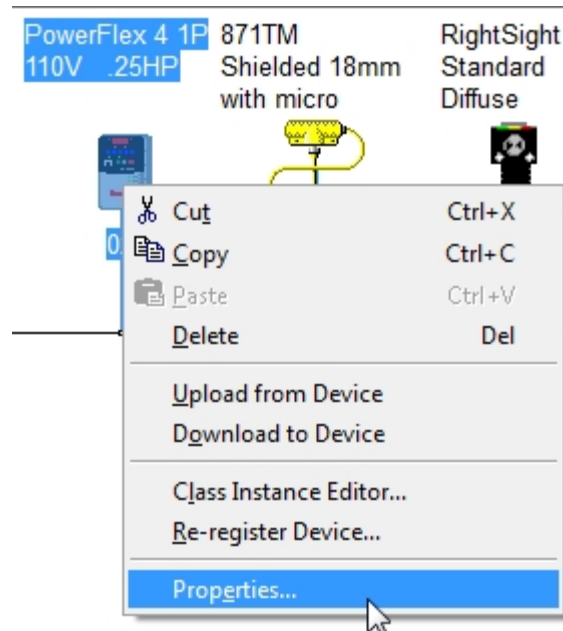 PowerFlex 4 1P
110V .25HP
871TM
Shielded 18mm
with micro
RightSight
Standard
Diffuse
Cut Ctrl+X
Copy Ctrl+C
Paste Ctrl+V
Delete Del
Upload from Device
Download to Device
Class Instance Editor...
Re-register Device...
Properties...